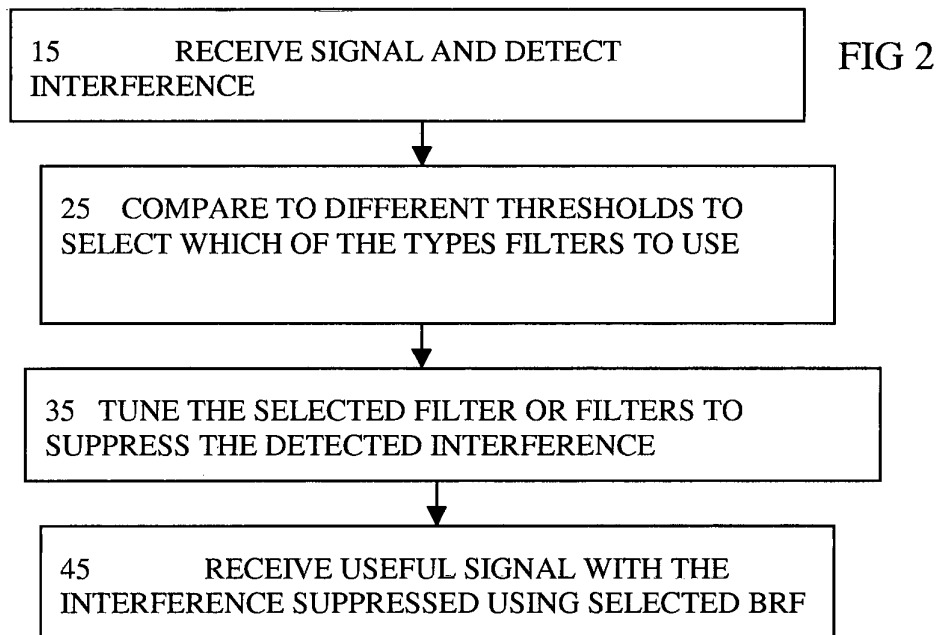 15 RECEIVE SIGNAL AND DETECT
INTERFERENCE
FIG 2
25 COMPARE TO DIFFERENT THRESHOLDS TO
SELECT WHICH OF THE TYPES FILTERS TO USE
35 TUNE THE SELECTED FILTER OR FILTERS TO
SUPPRESS THE DETECTED INTERFERENCE
45 RECEIVE USEFUL SIGNAL WITH THE
INTERFERENCE SUPPRESSED USING SELECTED BRF